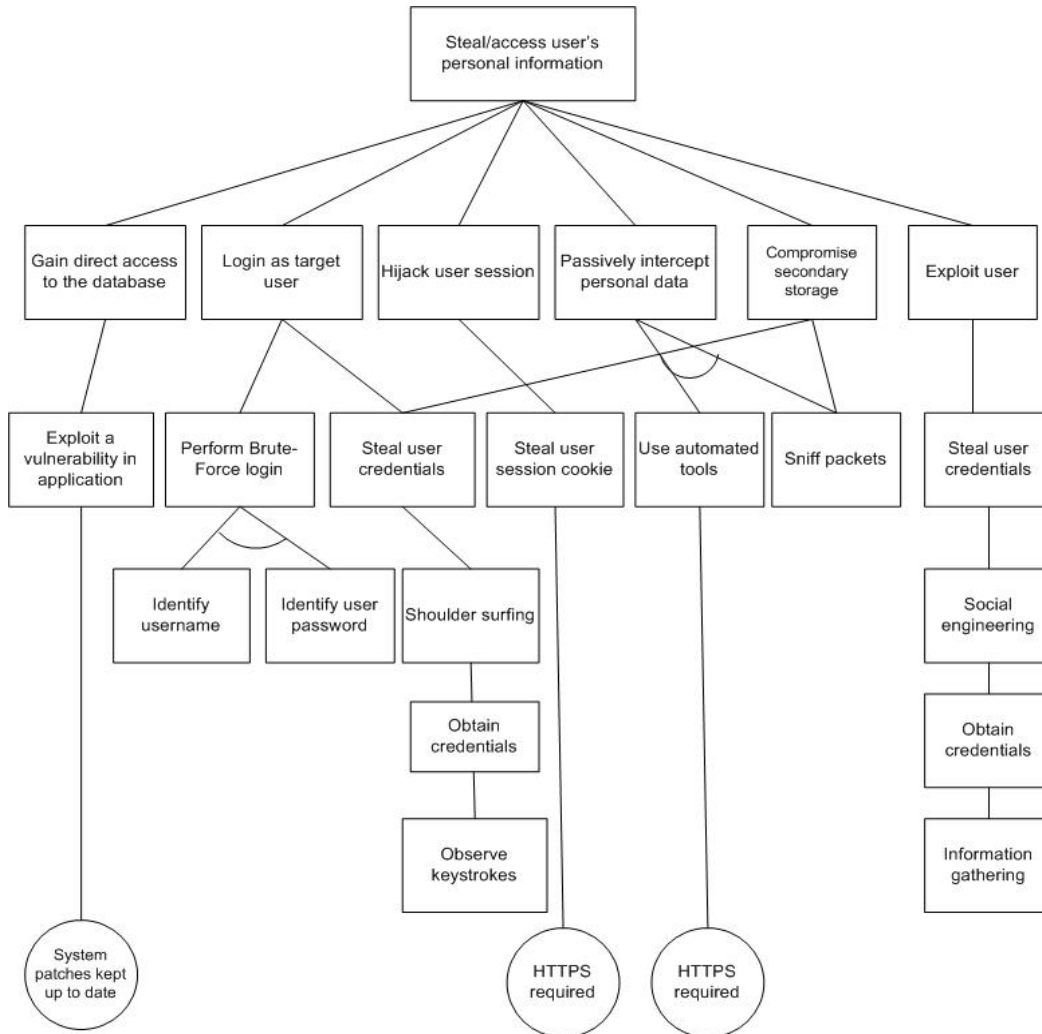 Steal/access user's
personal information
Gain direct access
to the database
Login as target
user
Hijack user session
Passively intercept
personal data
Compromise
secondary
storage
Exploit user
Exploit a
vulnerability in
application
Perform Brute-
Force login
Steal user
credentials
Steal user
session cookie
Use automated
tools
Sniff packets
Steal user
credentials
Identify
username
Identify user
password
Shoulder surfing
Social
engineering
Obtain
credentials
Obtain
credentials
Observe
keystrokes
Information
gathering
System
patches kept
up to date
HTTPS
required
HTTPS
required